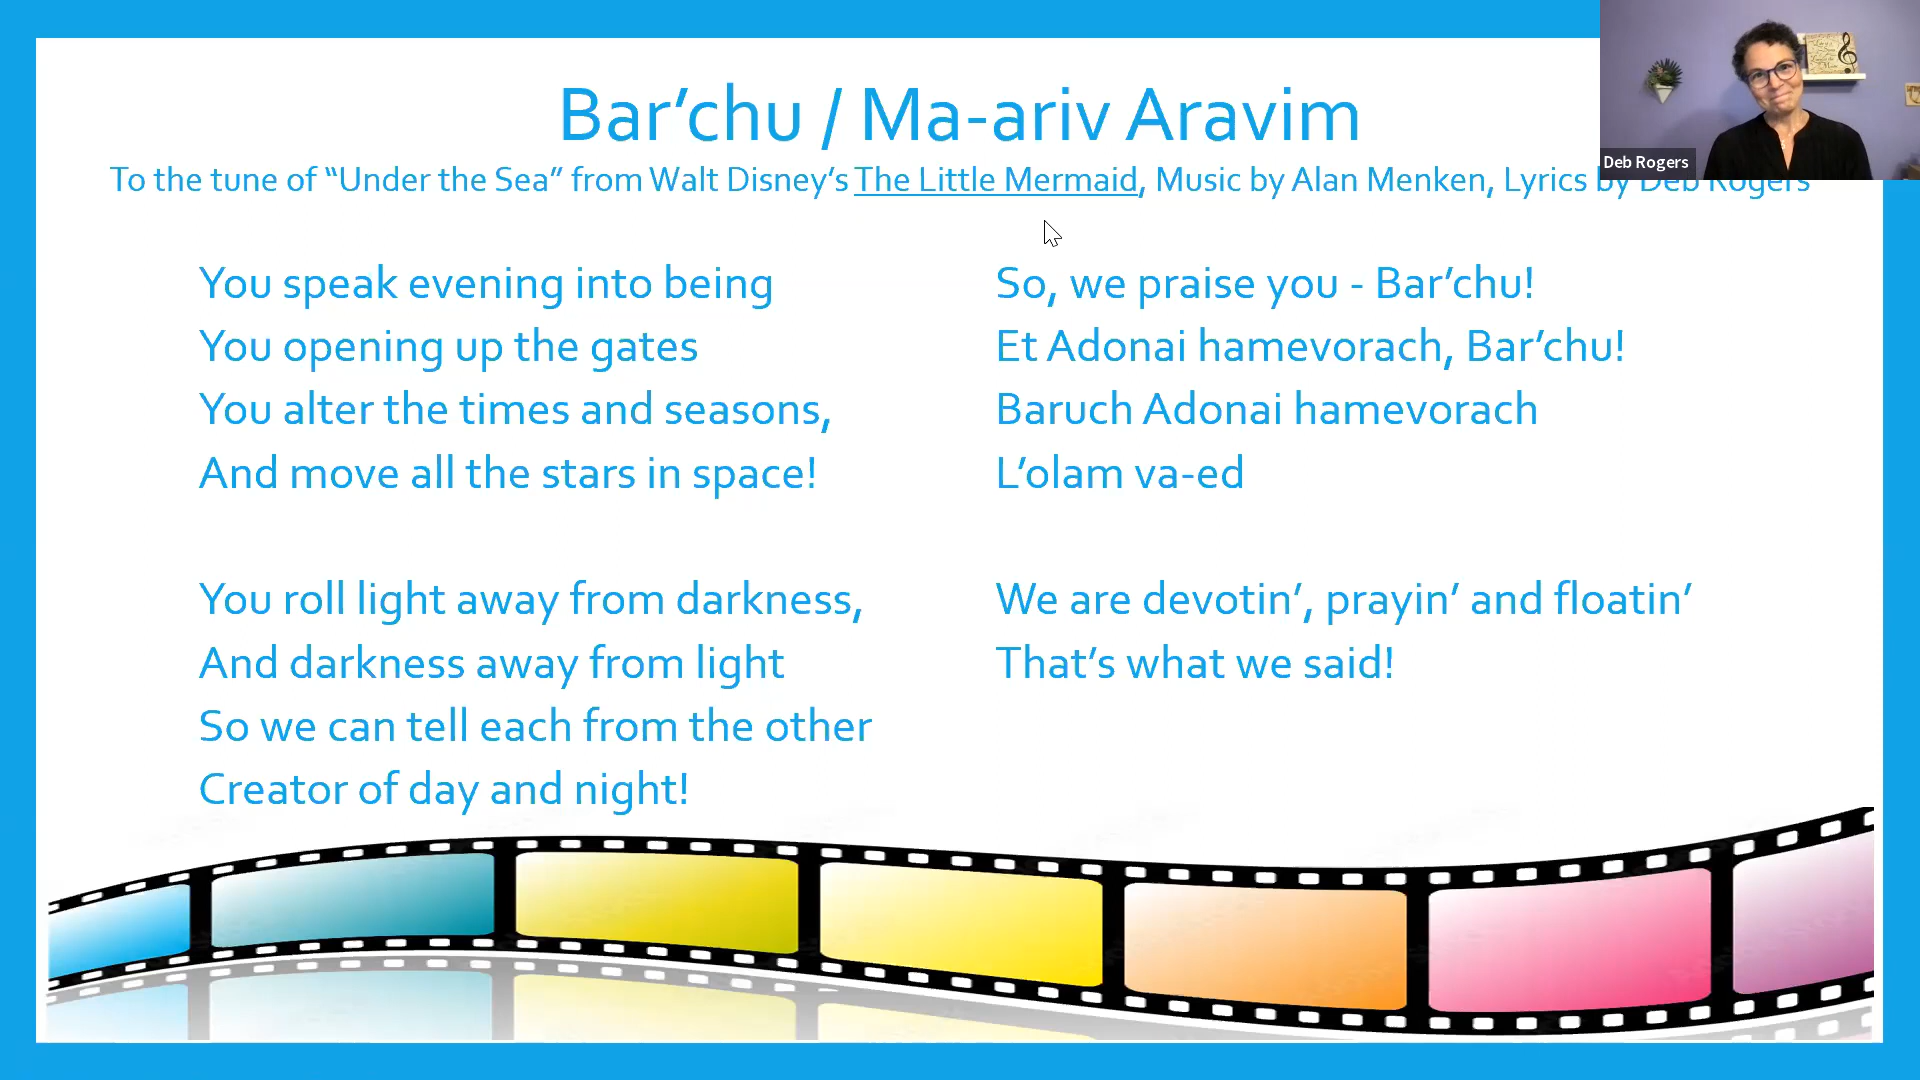 Bar’chu / Ma-ariv Aravim
To the tune of “Under the Sea” from Walt Disney’s The Little Mermaid, Music by Alan Menken, Lyrics by Deb Rogers
Deb Rogers
You speak evening into being
You opening up the gates
You alter the times and seasons,
And move all the stars in space!
You roll light away from darkness,
And darkness away from light
So we can tell each from the other
Creator of day and night!
So, we praise you - Bar’chu!
Et Adonai hamevorach, Bar’chu!
Baruch Adonai hamevorach
L’olam va-ed
We are devotin’, prayin’ and floatin’
That’s what we said!